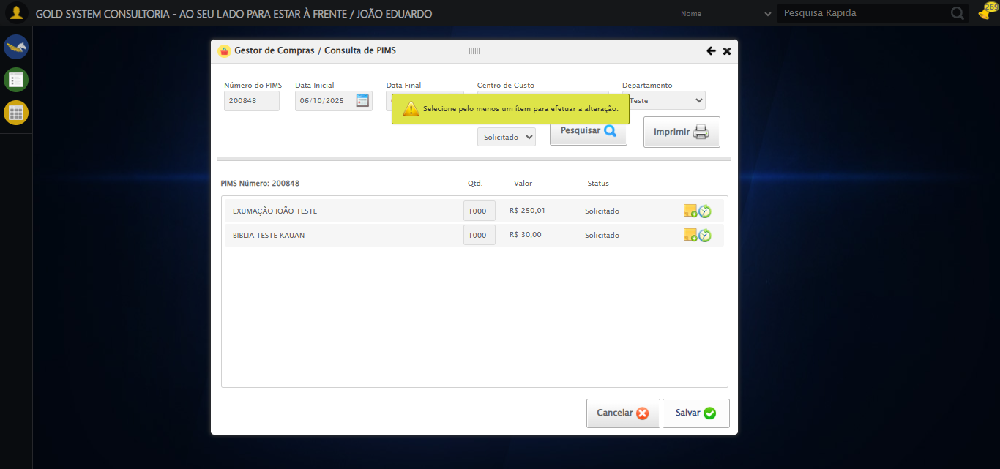 GOLD SYSTEM CONSULTORIA - AO SEU LADO PARA ESTAR À FRENTE / JOÃO EDUARDO
Nome
Pesquisa Rapida
269
Gestor de Compras / Consulta de PIMS
Número do PIMS
Data Inicial
Data Final
Centro de Custo
Departamento
200848
06/10/2025
Teste
Selecione pelo menos um ítem para efetuar a alteração.
Solicitado
Pesquisar
Imprimir
PIMS Número: 200848
Qtd.
Valor
Status
EXUMAÇÃO JOÃO TESTE
1000
R$ 250,01
Solicitado
BIBLIA TESTE KAUAN
1000
R$ 30,00
Solicitado
Cancelar
Salvar